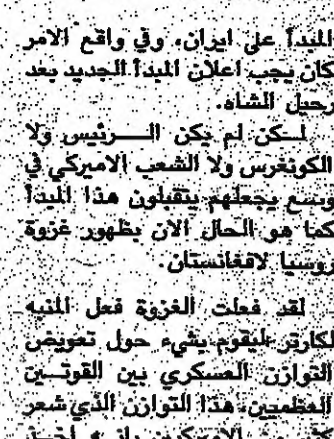 المبدأ على ايران، وفي واقع الامر
كان يجب اعلان المبدأ الجديد بعد
رحيل الشاه.
لكن لم يكن الرئيس ولا
الكونغرس ولا الشعب الاميركي في
وسع يجعلهم يتقبلون هذا المبدأ
كما هو الحال الان بظهور غزوة
روسيا لافغانستان.
لقد فعلت الغزوة فعل المنبه
لكارتر ليقوم بشيء حول تعويض
التوازن العسكري بين القوتين
العظميين، هذا التوازن الذي شعر